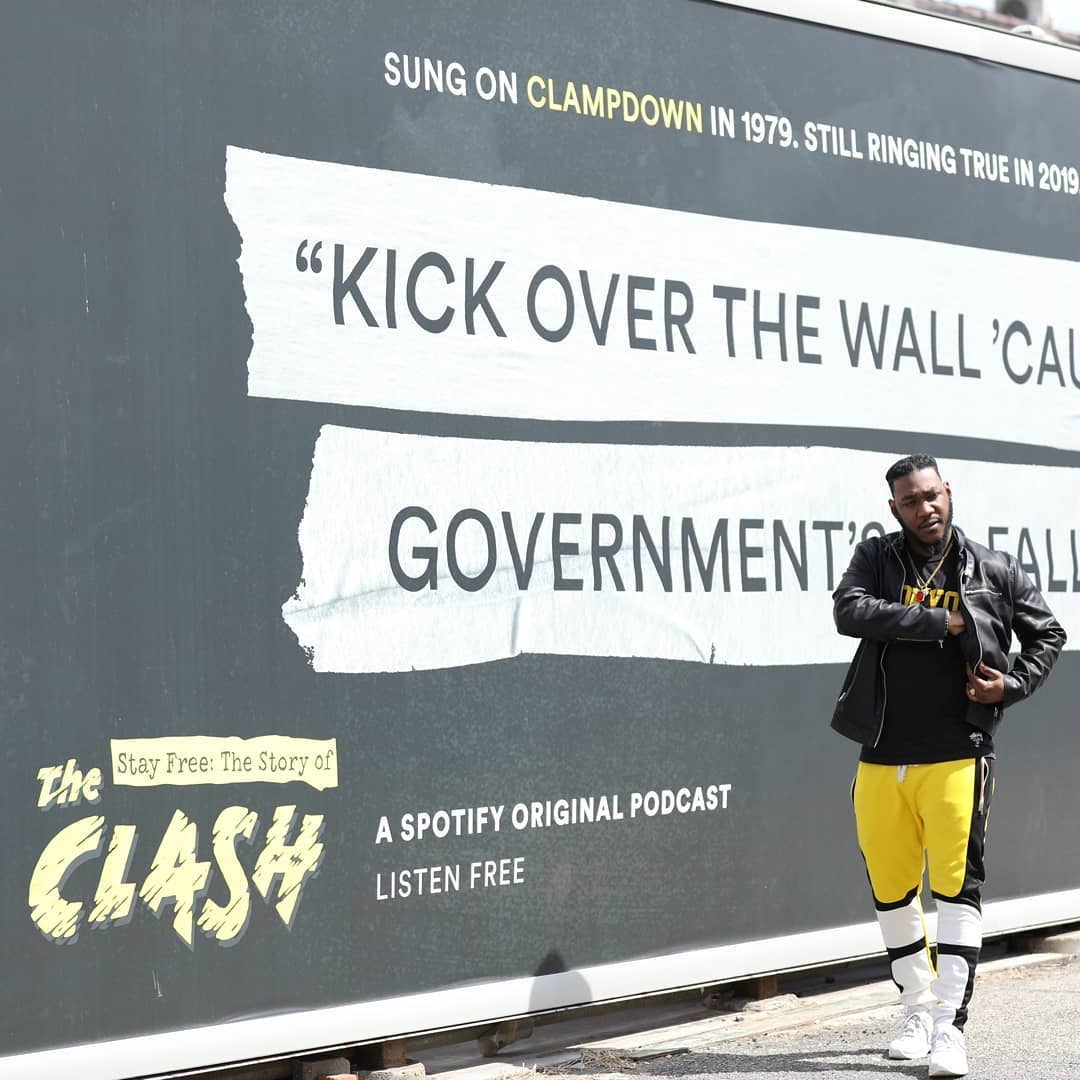 SUNG ON CLAMPDOWN IN 1979. STILL RINGING TRUE IN 2019
“KICK OVER THE WALL ’CAU
GOVERNMENT’S FALL
Stay Free: The Story of
The
CLASH
A SPOTIFY ORIGINAL PODCAST
LISTEN FREE